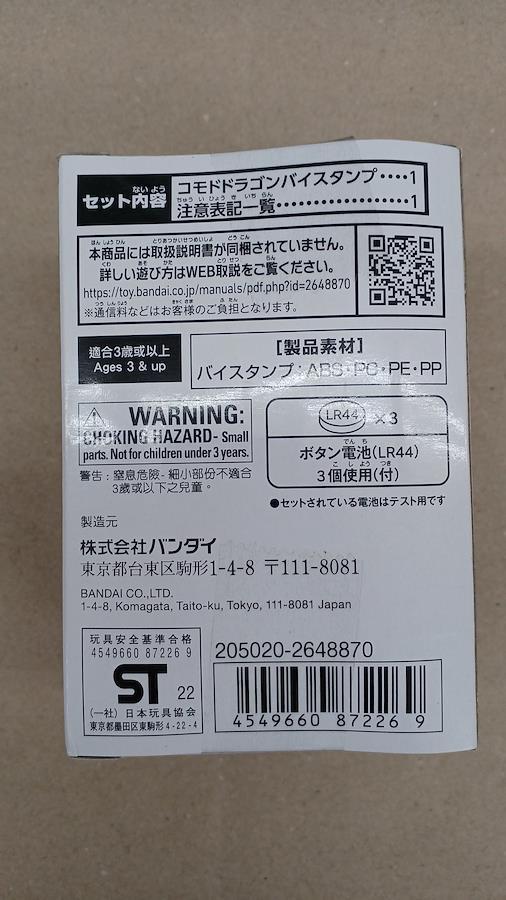 セット内容
コモドドラゴンバイスタンプ‥‥1
注意表記一覧‥‥‥‥‥‥‥‥1
本商品には取扱説明書が同梱されていません。
詳しい遊び方はWEB取説をご覧ください。
https://toy.bandai.co.jp/manuals/pdf.php?id=2648870
※通信料などはお客様のご負担となります。
適合3歳或以上
Ages 3 & up
[製品素材]
バイスタンプ:ABS・PC・PE・PP
WARNING:
CHOKING HAZARD- Small
parts. Not for children under 3 years.
警告:窒息危險-細小部份不適合
3歲或以下之兒童。
LR44 ×3
ボタン電池(LR44)
3個使用(付)
●セットされている電池はテスト用です
製造元
株式会社バンダイ
東京都台東区駒形1-4-8 〒111-8081
BANDAI CO.,LTD.
1-4-8, Komagata, Taito-ku, Tokyo, 111-8081 Japan
玩具安全基準合格
4549660 87226 9
ST 22
(一社)日本玩具協会
東京都墨田区東駒形4-22-4
205020-2648870
4549660 87226 9